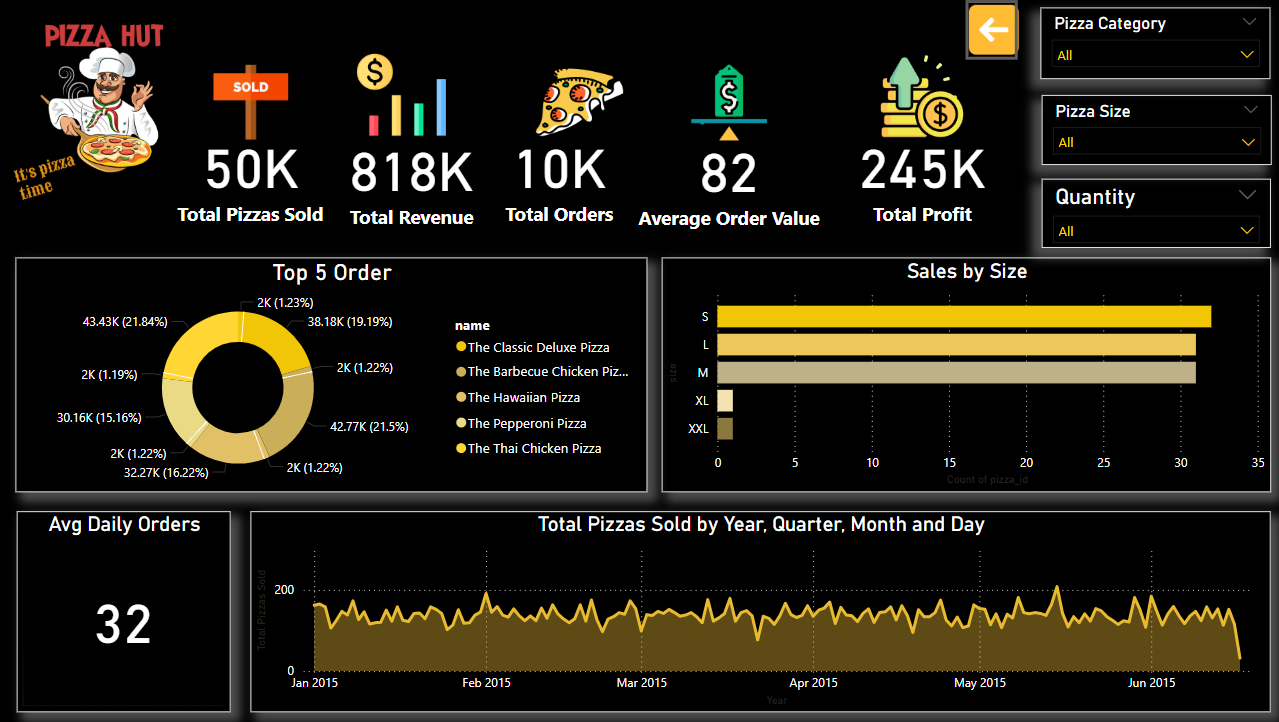 PIZZA HUT
It's pizza
time
SOLD
50K
Total Pizzas Sold
818K
Total Revenue
10K
Total Orders
82
Average Order Value
245K
Total Profit
Pizza Category
All
Pizza Size
All
Quantity
All
Top 5 Order
2K (1.23%)
43.43K (21.84%)
38.18K (19.19%)
2K (1.19%)
2K (1.22%)
30.16K (15.16%)
42.77K (21.5%)
2K (1.22%)
32.27K (16.22%)
2K (1.22%)
name
The Classic Deluxe Pizza
The Barbecue Chicken Piz...
The Hawaiian Pizza
The Pepperoni Pizza
The Thai Chicken Pizza
Sales by Size
size
S
L
M
XL
XXL
0 5 10 15 20 25 30 35
Count of pizza_id
Avg Daily Orders
32
Total Pizzas Sold by Year, Quarter, Month and Day
Total Pizzas Sold
200
0
Jan 2015 Feb 2015 Mar 2015 Apr 2015 May 2015 Jun 2015
Year